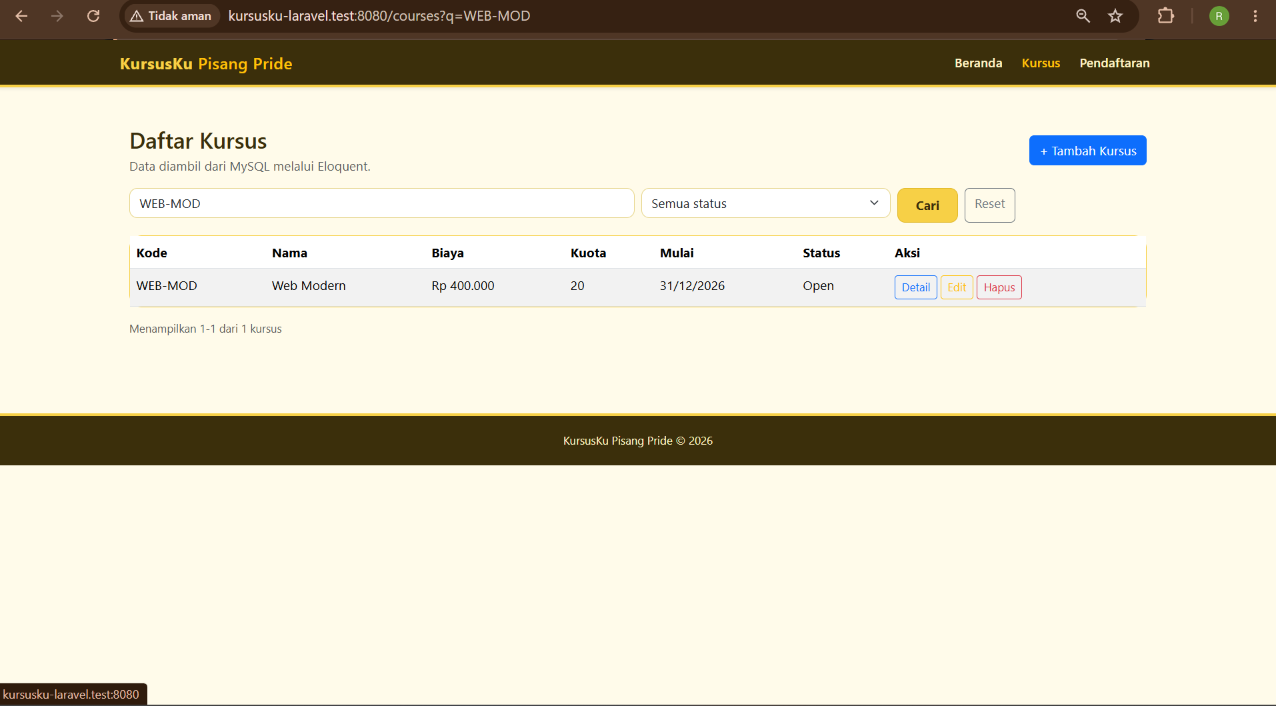 Tidak aman kursusku-laravel.test:8080/courses?q=WEB-MOD R
KursusKu Pisang Pride Beranda Kursus Pendaftaran
Daftar Kursus
+ Tambah Kursus
Data diambil dari MySQL melalui Eloquent.
WEB-MOD Semua status Cari Reset
Kode Nama Biaya Kuota Mulai Status Aksi
WEB-MOD Web Modern Rp 400.000 20 31/12/2026 Open Detail Edit Hapus
Menampilkan 1-1 dari 1 kursus
KursusKu Pisang Pride © 2026
kursusku-laravel.test:8080